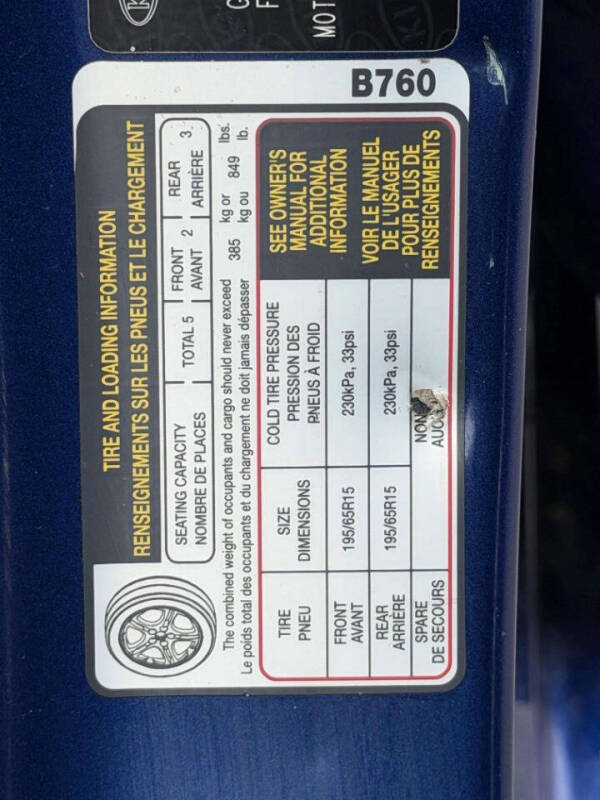 G
F
MOT
KI
B760
TIRE AND LOADING INFORMATION
RENSEIGNEMENTS SUR LES PNEUS ET LE CHARGEMENT
SEATING CAPACITY TOTAL 5 FRONT 2 REAR 3
NOMBRE DE PLACES AVANT ARRIÈRE
The combined weight of occupants and cargo should never exceed 385 kg or 849 lbs.
Le poids total des occupants et du chargement ne doit jamais dépasser kg ou lb.
TIRE SIZE COLD TIRE PRESSURE
PNEU DIMENSIONS PRESSION DES
PNEUS À FROID
FRONT 195/65R15 230kPa, 33psi
AVANT
REAR 195/65R15 230kPa, 33psi
ARRIÈRE
SPARE
DE SECOURS
SEE OWNER'S
MANUAL FOR
ADDITIONAL
INFORMATION
VOIR LE MANUEL
DE L'USAGER
POUR PLUS DE
RENSEIGNEMENTS